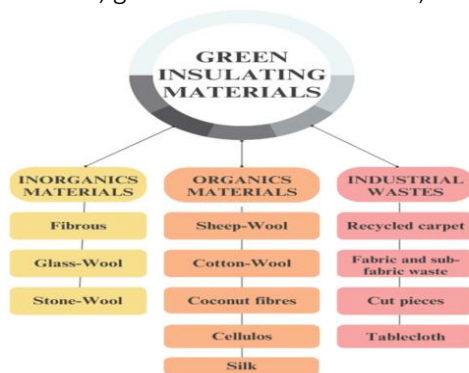 GREEN
INSULATING
MATERIALS
INORGANICS
MATERIALS
Fibrous
Glass-Wool
Stone-Wool
ORGANICS
MATERIALS
Sheep-Wool
Cotton-Wool
Coconut fibres
Cellulos
Silk
INDUSTRIAL
WASTES
Recycled carpet
Fabric and sub-
fabric waste
Cut pieces
Tablecloth